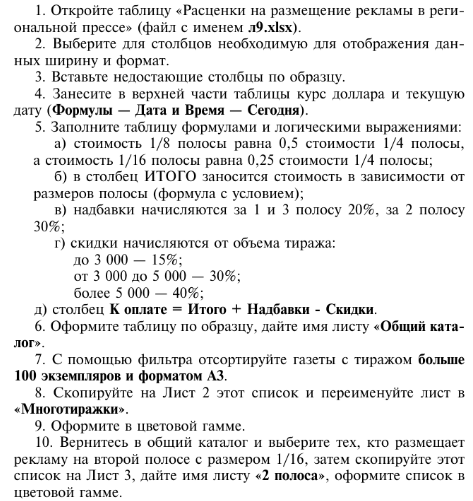 1. Откройте таблицу «Расценки на размещение рекламы в реги-
ональной прессе» (файл с именем л9.xlsx).
2. Выберите для столбцов необходимую для отображения дан-
ных ширину и формат.
3. Вставьте недостающие столбцы по образцу.
4. Занесите в верхней части таблицы курс доллара и текущую
дату (Формулы — Дата и Время — Сегодня).
5. Заполните таблицу формулами и логическими выражениями:
а) стоимость 1/8 полосы равна 0,5 стоимости 1/4 полосы,
а стоимость 1/16 полосы равна 0,25 стоимости 1/4 полосы;
б) в столбец ИТОГО заносится стоимость в зависимости от
размеров полосы (формула с условием);
в) надбавки начисляются за 1 и 3 полосу 20%, за 2 полосу
30%;
г) скидки начисляются от объема тиража:
до 3 000 — 15%;
от 3 000 до 5 000 — 30%;
более 5 000 — 40%;
д) столбец К оплате = Итого + Надбавки - Скидки.
6. Оформите таблицу по образцу, дайте имя листу «Общий ката-
лог».
7. С помощью фильтра отсортируйте газеты с тиражом больше
100 экземпляров и форматом А3.
8. Скопируйте на Лист 2 этот список и переименуйте лист в
«Многотиражки».
9. Оформите в цветовой гамме.
10. Вернитесь в общий каталог и выберите тех, кто размещает
рекламу на второй полосе с размером 1/16, затем скопируйте этот
список на Лист 3, дайте имя листу «2 полоса», оформите список в
цветовой гамме.